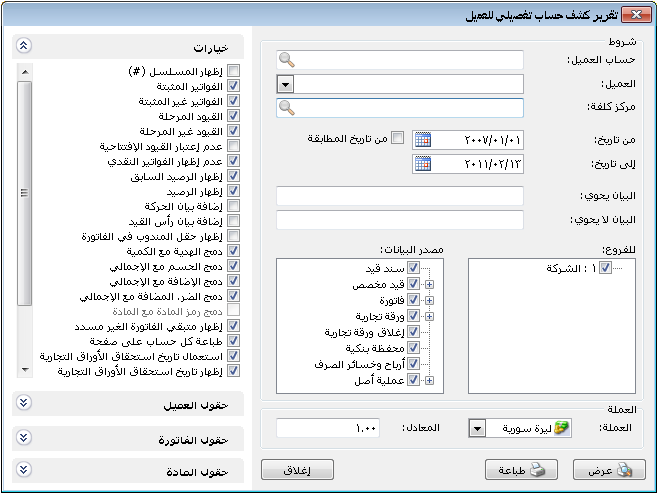 تقرير كشف حساب تفصيلي للعميل
شروط
حساب العميل:
العميل:
مركز كلفة:
من تاريخ:
٢٠٠٧/٠١/٠١
من تاريخ المطابقة
إلى تاريخ:
٢٠١١/٠٢/١٣
البيان يحوي:
البيان لا يحوي:
للفروع:
١ : الشركة
مصدر البيانات:
سند قيد
قيد مخصص
فاتورة
ورقة تجارية
إغلاق ورقة تجارية
محفظة بنكية
أرباح وخسائر الصرف
عملية أصل
العملة
العملة:
ليرة سورية
المعادل:
١.٠٠
عرض
طباعة
إغلاق
خيارات
إظهار المسلسل (#)
الفواتير المثبتة
الفواتير غير المثبتة
القيود المرحلة
القيود غير المرحلة
عدم إعتبار القيود الإفتتاحية
عدم إظهار الفواتير النقدي
إظهار الرصيد السابق
إظهار الرصيد
إضافة بيان الحركة
إضافة بيان رأس القيد
إظهار حقل المندوب في الفاتورة
دمج الهدية مع الكمية
دمج الحسم مع الإجمالي
دمج الإضافة مع الإجمالي
دمج الضر. المضافة مع الإجمالي
دمج رمز المادة مع المادة
إظهار متبقي الفاتورة الغير مسدد
طباعة كل حساب على صفحة
استعمال تاريخ استحقاق الأوراق التجارية
إظهار تاريخ استحقاق الأوراق التجارية
حقول العميل
حقول الفاتورة
حقول المادة